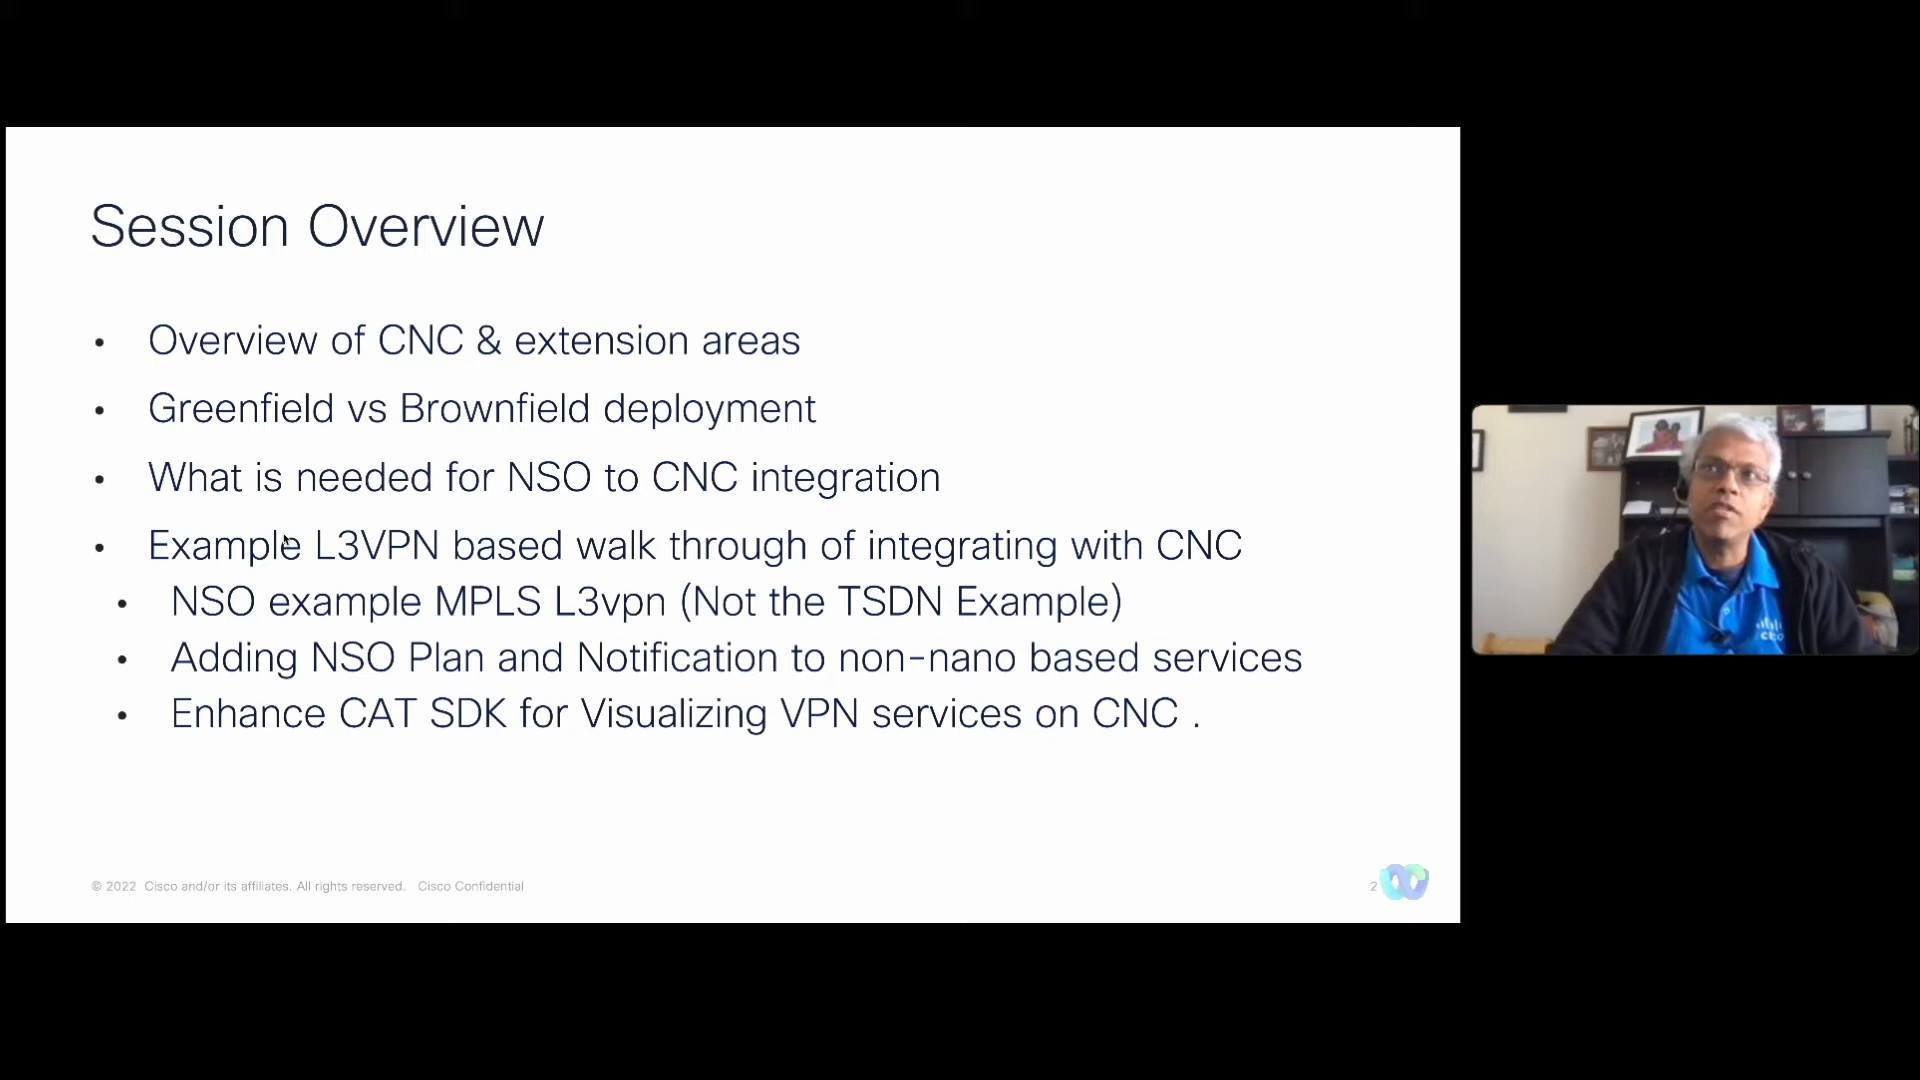 Session Overview
• Overview of CNC & extension areas
• Greenfield vs Brownfield deployment
• What is needed for NSO to CNC integration
• Example L3VPN based walk through of integrating with CNC
• NSO example MPLS L3vpn (Not the TSDN Example)
• Adding NSO Plan and Notification to non-nano based services
• Enhance CAT SDK for Visualizing VPN services on CNC .
© 2022 Cisco and/or its affiliates. All rights reserved. Cisco Confidential
2